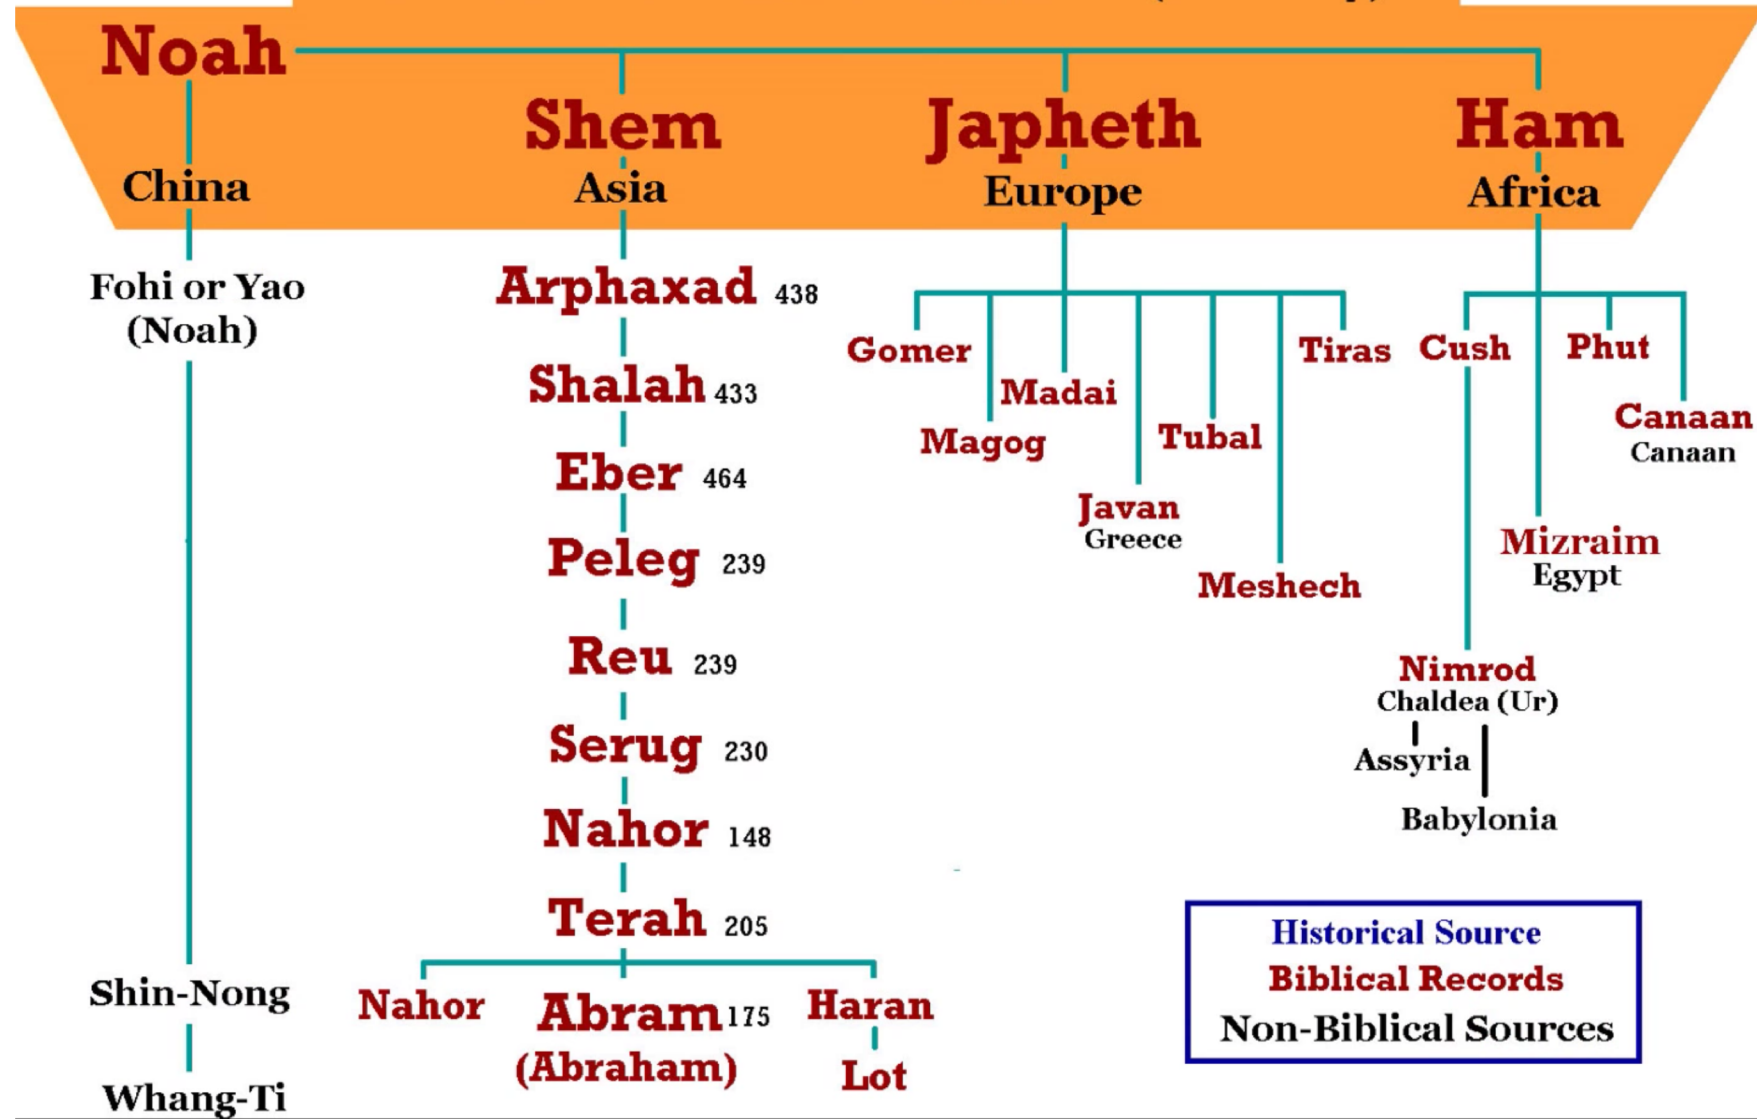 Noah
Shem
Japheth
Ham
China
Asia
Europe
Africa
Fohi or Yao
(Noah)
Arphaxad 438
Shalah 433
Eber 464
Peleg 239
Reu 239
Serug 230
Nahor 148
Terah 205
Nahor
Abram 175
(Abraham)
Haran
Lot
Shin-Nong
Whang-Ti
Gomer
Magog
Madai
Javan
Greece
Tubal
Meshech
Tiras
Cush
Phut
Canaan
Canaan
Mizraim
Egypt
Nimrod
Chaldea (Ur)
Assyria
Babylonia
Historical Source
Biblical Records
Non-Biblical Sources